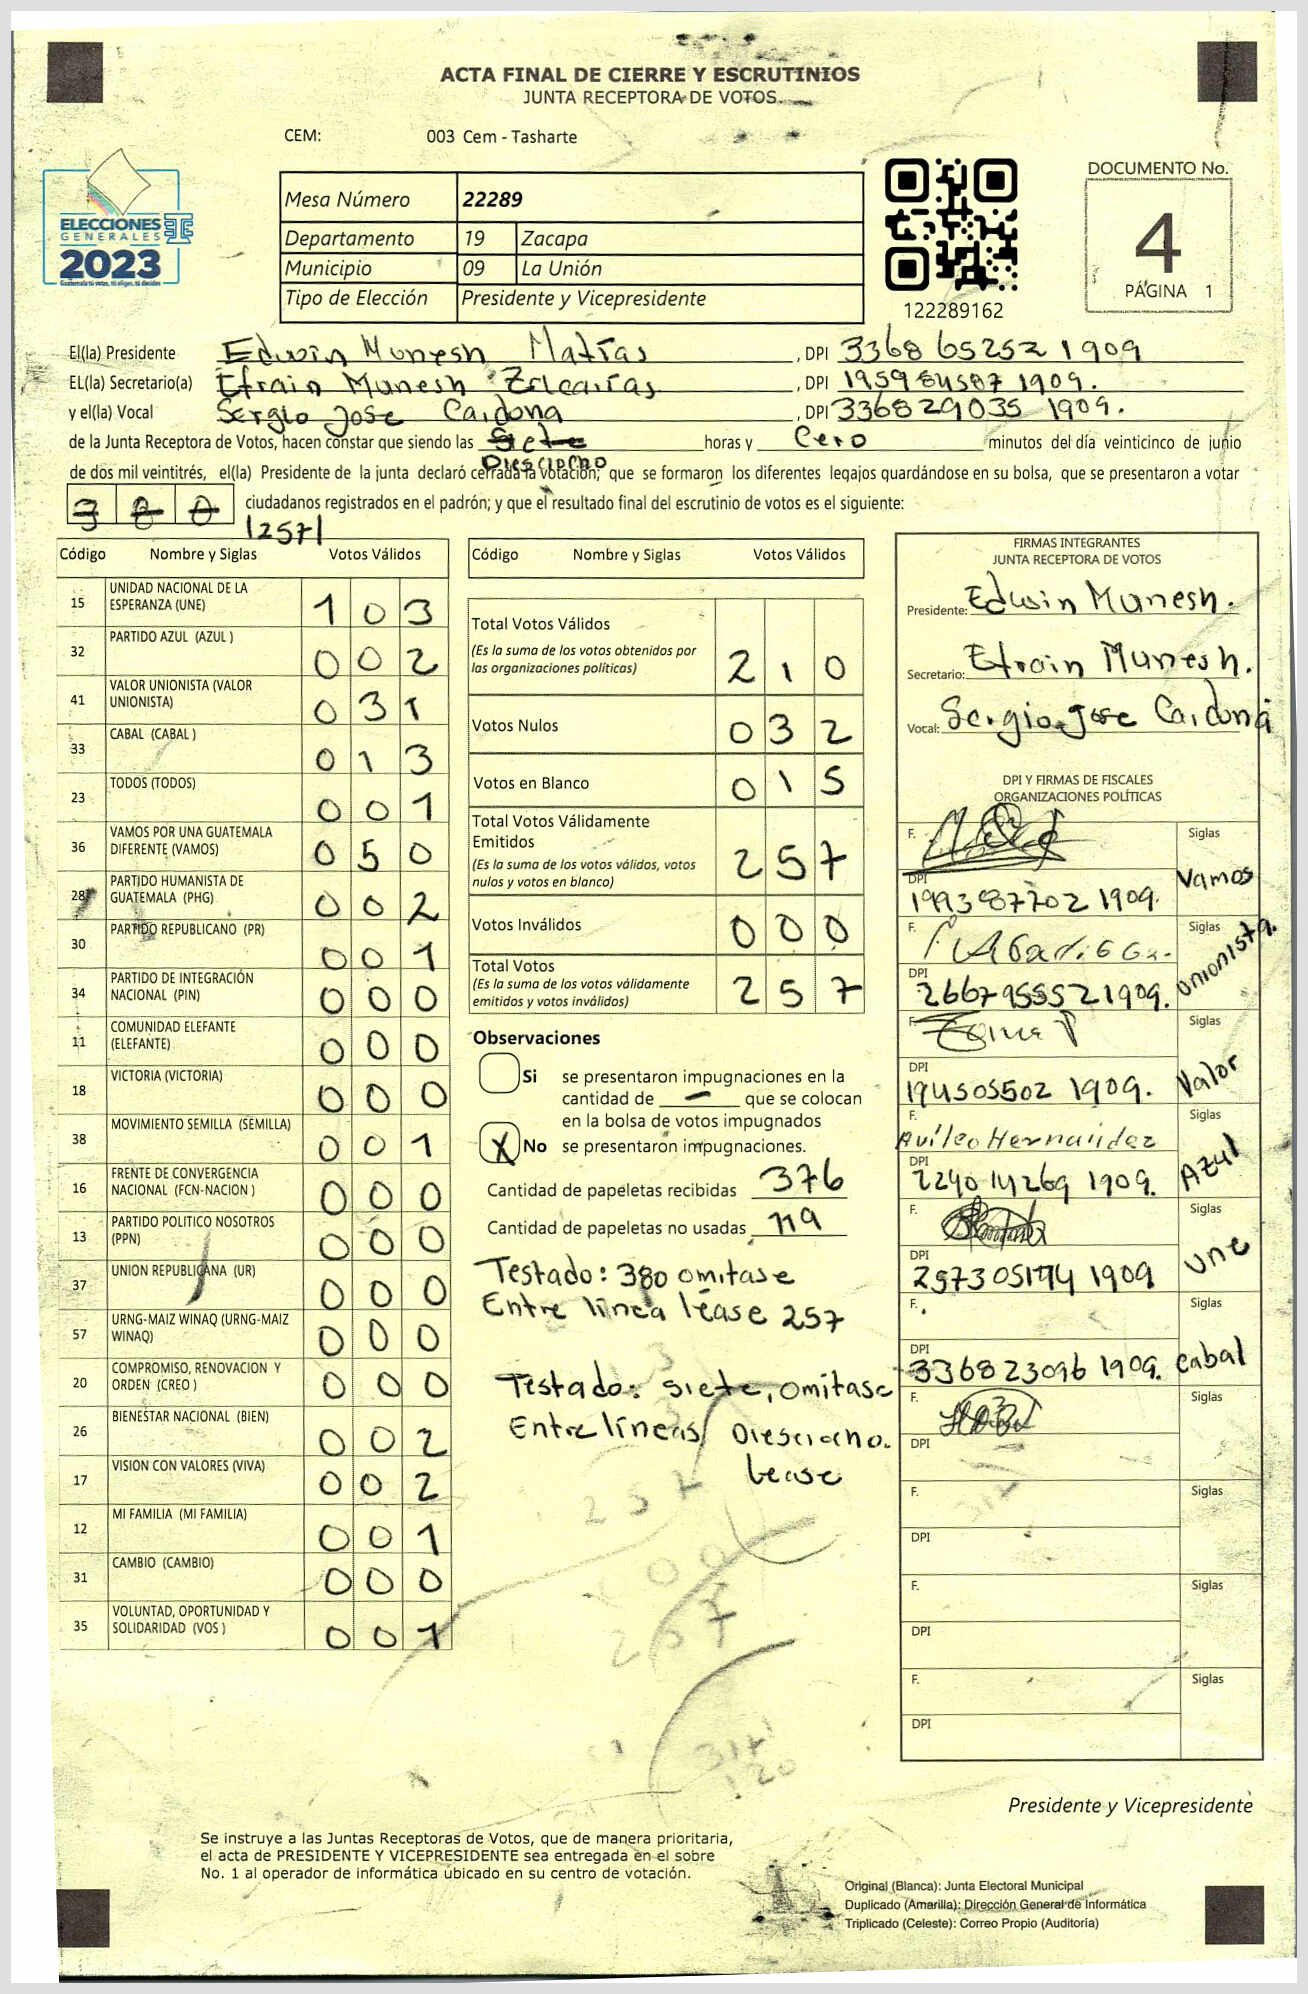 ACTA FINAL DE CIERRE Y ESCRUTINIOS
JUNTA RECEPTORA DE VOTOS
CEM: 003 Cem - Tasharte
DOCUMENTO No.
4
PÁGINA 1
ELECCIONES
GENERALES
2023
Guatemala tú votas, tú eliges, tú decides
Mesa Número 22289
Departamento 19 Zacapa
Municipio 09 La Unión
Tipo de Elección Presidente y Vicepresidente
122289162
El(la) Presidente Edwin Munesh Matías , DPI 3368 65252 1909
EL(la) Secretario(a) Efrain Munesh , DPI 1959 84587 1909.
y el(la) Vocal Sergio Jose Cardona , DPI 3368 29035 1909.
de la Junta Receptora de Votos, hacen constar que siendo las Siete horas y Cero minutos del día veinticinco de junio
Diesciocho
de dos mil veintitrés, el(la) Presidente de la junta declaró cerrada la votación; que se formaron los diferentes legajos guardándose en su bolsa, que se presentaron a votar
3 8 0 ciudadanos registrados en el padrón; y que el resultado final del escrutinio de votos es el siguiente:
|257|
Código Nombre y Siglas Votos Válidos
15 UNIDAD NACIONAL DE LA ESPERANZA (UNE) 1 0 3
32 PARTIDO AZUL (AZUL ) 0 0 2
41 VALOR UNIONISTA (VALOR UNIONISTA) 0 3 1
33 CABAL (CABAL ) 0 1 3
23 TODOS (TODOS) 0 0 1
36 VAMOS POR UNA GUATEMALA DIFERENTE (VAMOS) 0 5 0
28 PARTIDO HUMANISTA DE GUATEMALA (PHG) 0 0 2
30 PARTIDO REPUBLICANO (PR) 0 0 1
34 PARTIDO DE INTEGRACIÓN NACIONAL (PIN) 0 0 0
11 COMUNIDAD ELEFANTE (ELEFANTE) 0 0 0
18 VICTORIA (VICTORIA) 0 0 0
38 MOVIMIENTO SEMILLA (SEMILLA) 0 0 1
16 FRENTE DE CONVERGENCIA NACIONAL (FCN-NACION ) 0 0 0
13 PARTIDO POLITICO NOSOTROS (PPN) 0 0 0
37 UNION REPUBLICANA (UR) 0 0 0
57 URNG-MAIZ WINAQ (URNG-MAIZ WINAQ) 0 0 0
20 COMPROMISO, RENOVACION Y ORDEN (CREO ) 0 0 0
26 BIENESTAR NACIONAL (BIEN) 0 0 2
17 VISION CON VALORES (VIVA) 0 0 2
12 MI FAMILIA (MI FAMILIA) 0 0 1
31 CAMBIO (CAMBIO) 0 0 0
35 VOLUNTAD, OPORTUNIDAD Y SOLIDARIDAD (VOS ) 0 0 1
Código Nombre y Siglas Votos Válidos
Total Votos Válidos
(Es la suma de los votos obtenidos por
las organizaciones políticas) 2 1 0
Votos Nulos 0 3 2
Votos en Blanco 0 1 5
Total Votos Válidamente
Emitidos
(Es la suma de los votos válidos, votos
nulos y votos en blanco) 2 5 7
Votos Inválidos 0 0 0
Total Votos
(Es la suma de los votos válidamente
emitidos y votos inválidos) 2 5 7
Observaciones
Si se presentaron impugnaciones en la
cantidad de — que se colocan
en la bolsa de votos impugnados
X No se presentaron impugnaciones.
Cantidad de papeletas recibidas 376
Cantidad de papeletas no usadas 119
Testado: 380 omitase
Entre línea léase 257
Testado: siete, omitase
Entre líneas Diesciocho.
Lease
257
257
FIRMAS INTEGRANTES
JUNTA RECEPTORA DE VOTOS
Presidente: Edwin Munesh.
Secretario: Efrain Munesh.
Vocal: Sergio Jose Cardona
DPI Y FIRMAS DE FISCALES
ORGANIZACIONES POLÍTICAS
F. Siglas
DPI 1993 87702 1909. Vamos
F. Siglas
DPI 2667 95552 1909. Unionista.
F. Siglas
DPI 1945 05502 1909. Valor
F. Avileo Hernandez Siglas
DPI 2240 14269 1909. Azul
F. Siglas
DPI 2573 05194 1909 Une
F. Siglas
DPI 3368 23096 1909. Cabal
F. Siglas
DPI
F. Siglas
DPI
F. Siglas
DPI
F. Siglas
DPI
Presidente y Vicepresidente
Se instruye a las Juntas Receptoras de Votos, que de manera prioritaria,
el acta de PRESIDENTE Y VICEPRESIDENTE sea entregada en el sobre
No. 1 al operador de informática ubicado en su centro de votación.
Original (Blanca): Junta Electoral Municipal
Duplicado (Amarilla): Dirección General de Informática
Triplicado (Celeste): Correo Propio (Auditoría)